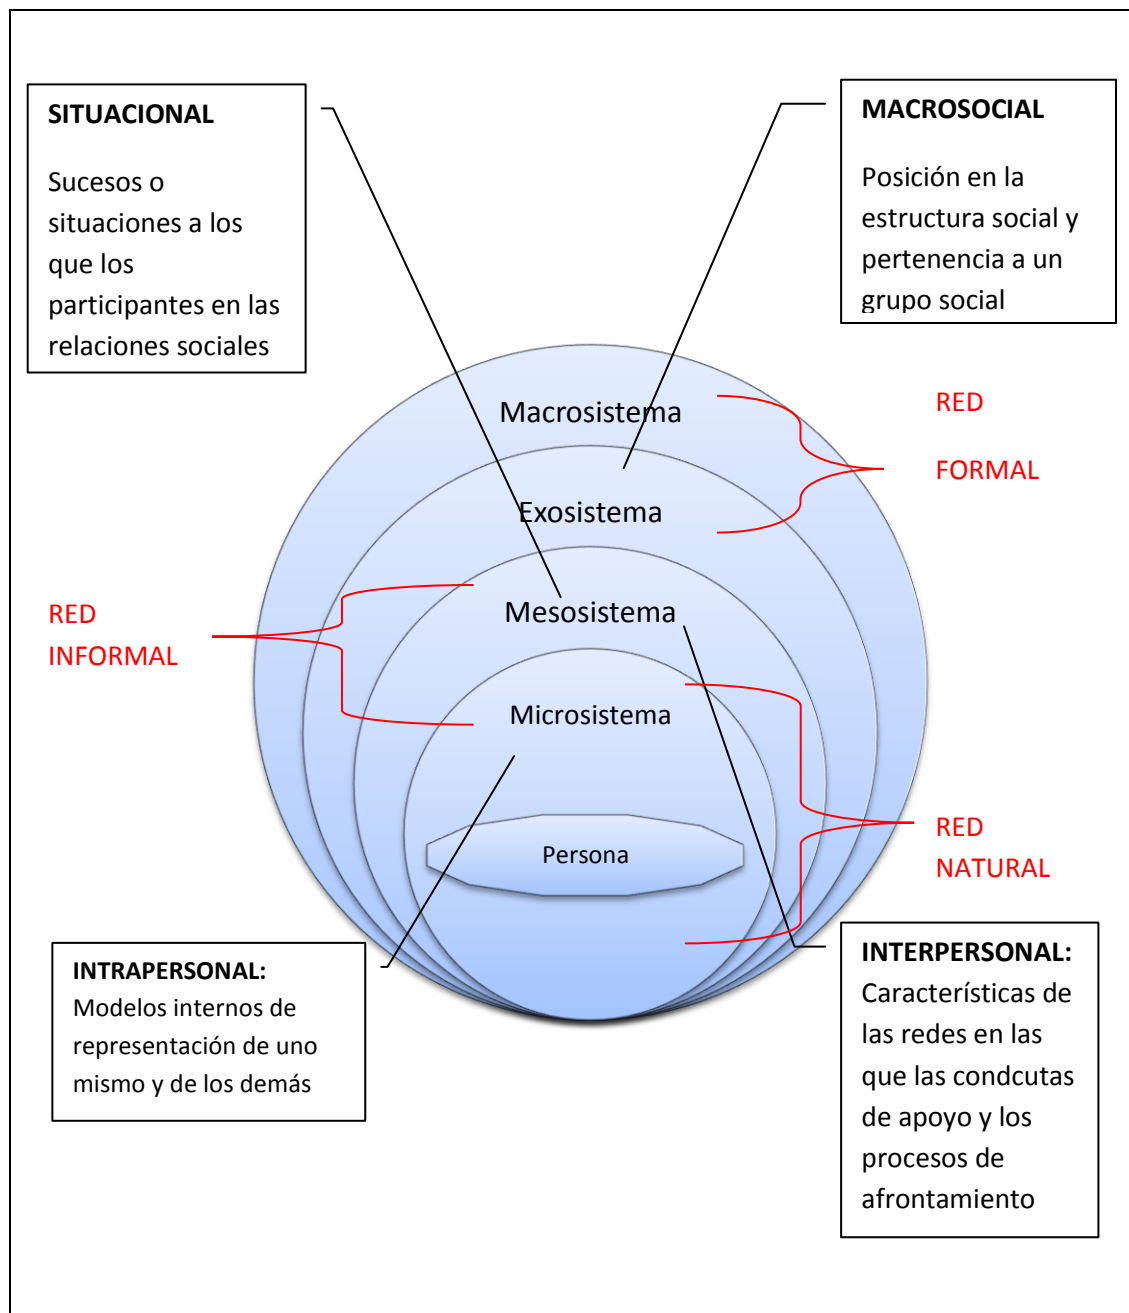 SITUACIONAL
Sucesos o
situaciones a los
que los
participantes en las
relaciones sociales
MACROSOCIAL
Posición en la
estructura social y
pertenencia a un
grupo social
Macrosistema
RED
FORMAL
Exosistema
Mesosistema
RED
INFORMAL
Microsistema
Persona
RED
NATURAL
INTRAPERSONAL:
Modelos internos de
representación de uno
mismo y de los demás
INTERPERSONAL:
Características de
las redes en las
que las condcutas
de apoyo y los
procesos de
afrontamiento